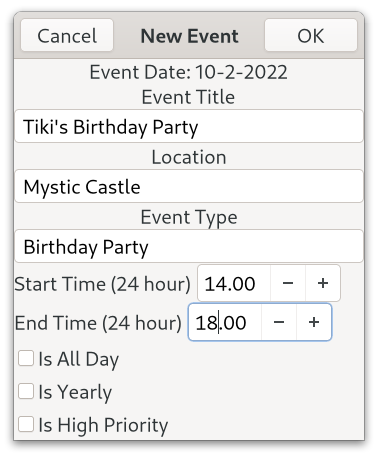 Cancel New Event OK
Event Date: 10-2-2022
Event Title
Tiki's Birthday Party
Location
Mystic Castle
Event Type
Birthday Party
Start Time (24 hour) 14.00 − +
End Time (24 hour) 18.00 − +
Is All Day
Is Yearly
Is High Priority